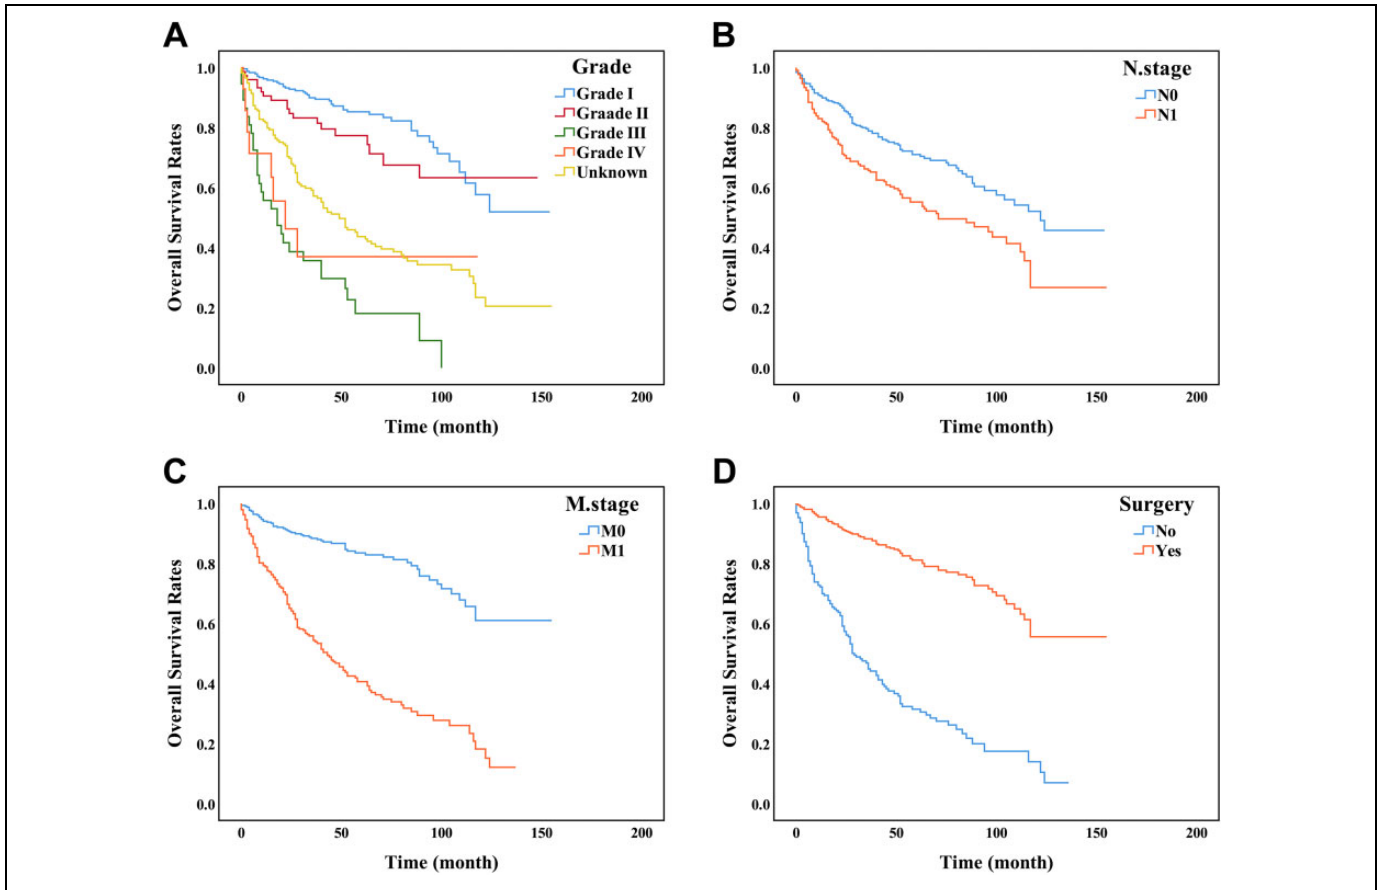 A
Grade
Grade I
Graade II
Grade III
Grade IV
Unknown
Overall Survival Rates
1.0
0.8
0.6
0.4
0.2
0.0
0 50 100 150 200
Time (month)
B
N.stage
N0
N1
Overall Survival Rates
1.0
0.8
0.6
0.4
0.2
0.0
0 50 100 150 200
Time (month)
C
M.stage
M0
M1
Overall Survival Rates
1.0
0.8
0.6
0.4
0.2
0.0
0 50 100 150 200
Time (month)
D
Surgery
No
Yes
Overall Survival Rates
1.0
0.8
0.6
0.4
0.2
0.0
0 50 100 150 200
Time (month)